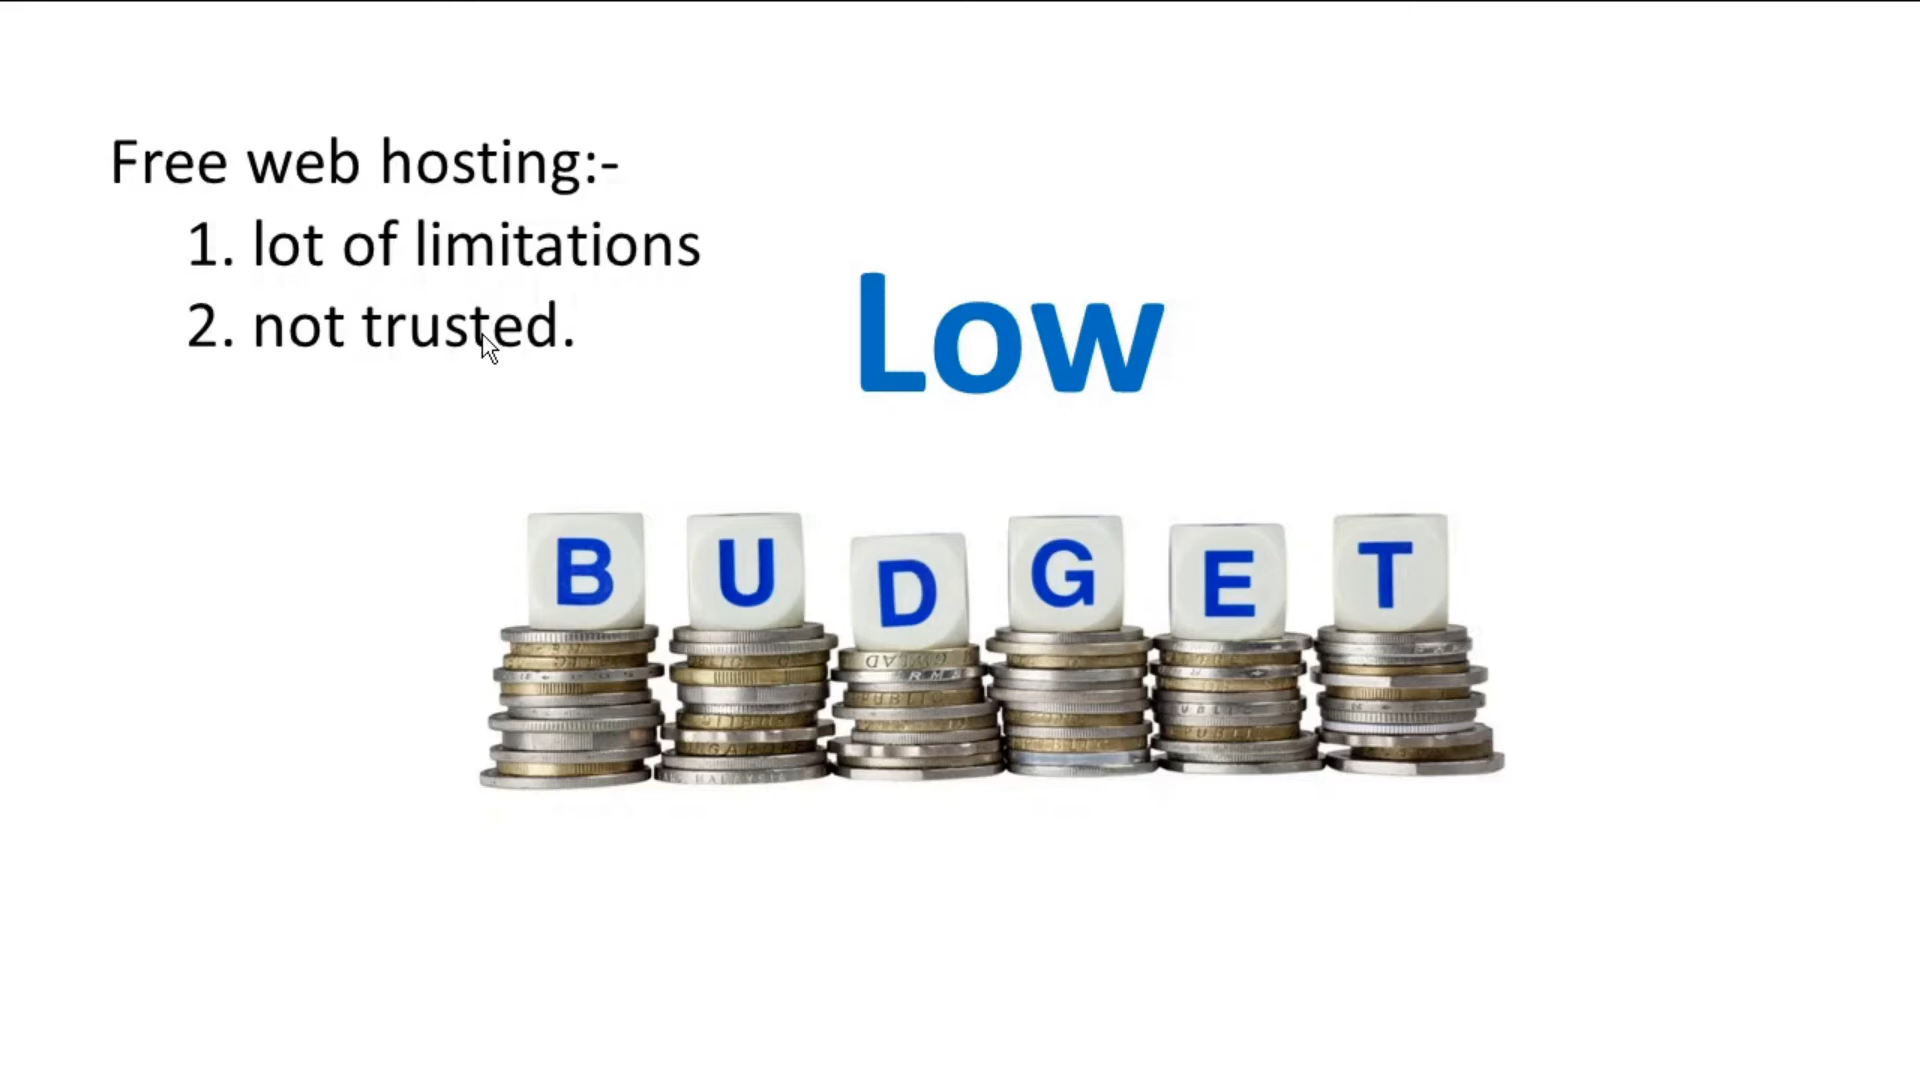 Free web hosting:-
1. lot of limitations
2. not trusted.
Low
BUDGET